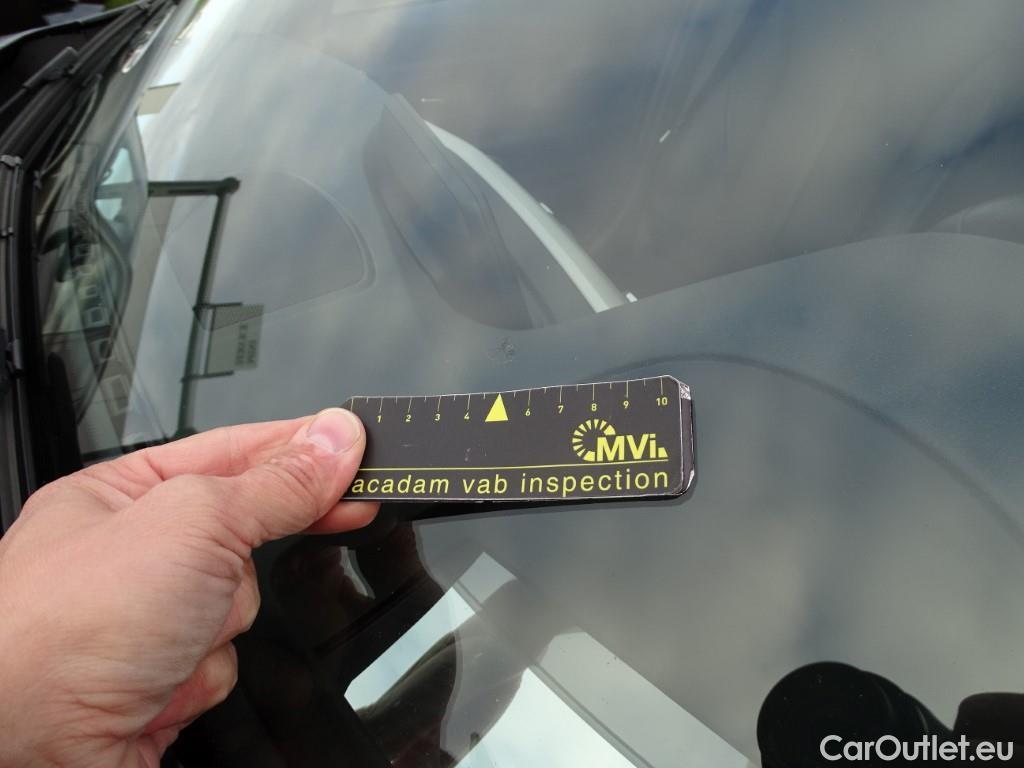 1 2 3 4 6 7 8 9 10
MVi.
acadam vab inspection
CarOutlet.eu